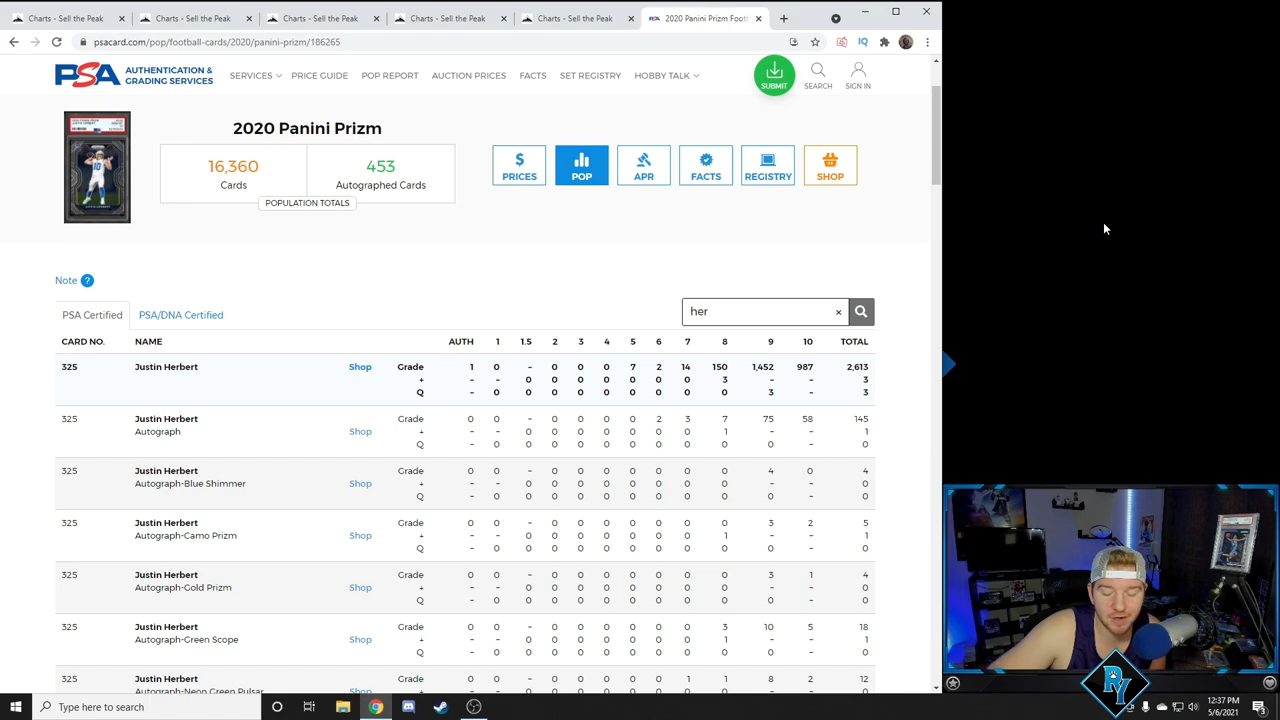 Charts - Sell the Peak
Charts - Sell the Peak
Charts - Sell the Peak
Charts - Sell the Peak
Charts - Sell the Peak
PSA 2020 Panini Prizm Footb
psacard.com/pop/football-cards/2020/panini-prizm/186265
IQ
PSA AUTHENTICATION & GRADING SERVICES
SERVICES PRICE GUIDE POP REPORT AUCTION PRICES FACTS SET REGISTRY HOBBY TALK
SUBMIT SEARCH SIGN IN
2020 Panini Prizm
16,360 453
Cards Autographed Cards
POPULATION TOTALS
$ PRICES POP APR FACTS REGISTRY SHOP
Note ?
PSA Certified PSA/DNA Certified
her ×
CARD NO. NAME AUTH 1 1.5 2 3 4 5 6 7 8 9 10 TOTAL
325 Justin Herbert Shop Grade 1 0 – 0 0 0 7 2 14 150 1,452 987 2,613
+ – – 0 0 0 0 0 0 0 3 – – 3
Q – 0 0 0 0 0 0 0 0 0 3 – 3
325 Justin Herbert Grade 0 0 – 0 0 0 0 2 3 7 75 58 145
Autograph Shop + – – 0 0 0 0 0 0 0 1 – – 1
Q – 0 0 0 0 0 0 0 0 0 0 – 0
325 Justin Herbert Grade 0 0 – 0 0 0 0 0 0 0 4 0 4
Autograph-Blue Shimmer Shop + – – 0 0 0 0 0 0 0 0 – – 0
Q – 0 0 0 0 0 0 0 0 0 0 – 0
325 Justin Herbert Grade 0 0 – 0 0 0 0 0 0 0 3 2 5
Autograph-Camo Prizm Shop + – – 0 0 0 0 0 0 0 1 – – 1
Q – 0 0 0 0 0 0 0 0 0 0 – 0
325 Justin Herbert Grade 0 0 – 0 0 0 0 0 0 0 3 1 4
Autograph-Gold Prizm Shop + – – 0 0 0 0 0 0 0 0 – – 0
Q – 0 0 0 0 0 0 0 0 0 0 – 0
325 Justin Herbert Grade 0 0 – 0 0 0 0 0 0 3 10 5 18
Autograph-Green Scope Shop + – – 0 0 0 0 0 0 0 1 – – 1
Q – 0 0 0 0 0 0 0 0 0 0 – 0
325 Justin Herbert Grade 0 0 – 0 0 0 0 0 1 1 8 2 12
Autograph-Neon Green Pulsar Shop + – – 0 0 0 0 0 0 0 0 – – 0
RY
Type here to search
12:37 PM
5/6/2021
3